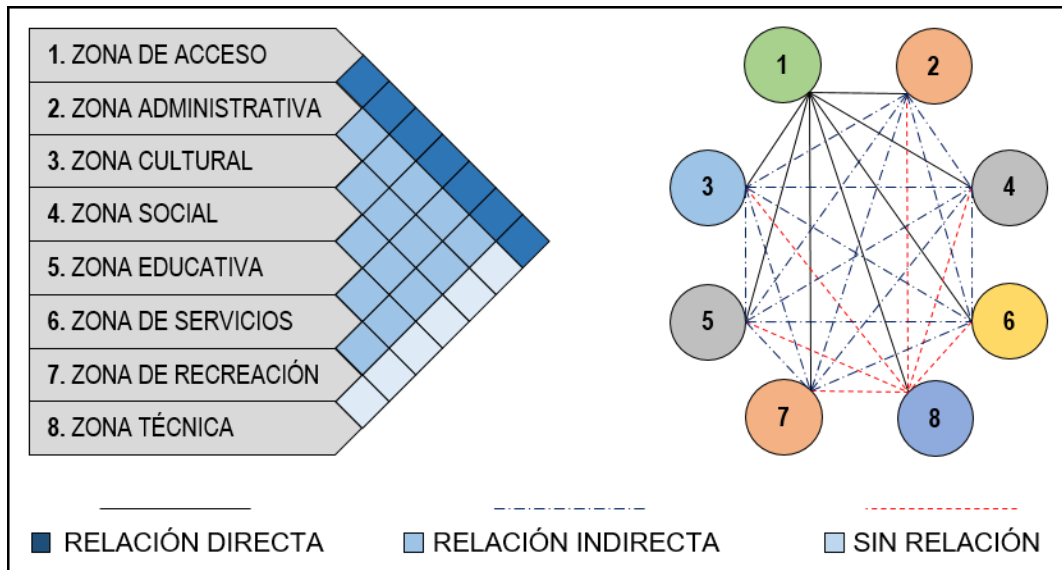 1. ZONA DE ACCESO
2. ZONA ADMINISTRATIVA
3. ZONA CULTURAL
4. ZONA SOCIAL
5. ZONA EDUCATIVA
6. ZONA DE SERVICIOS
7. ZONA DE RECREACIÓN
8. ZONA TÉCNICA
1
2
3
4
5
6
7
8
RELACIÓN DIRECTA
RELACIÓN INDIRECTA
SIN RELACIÓN